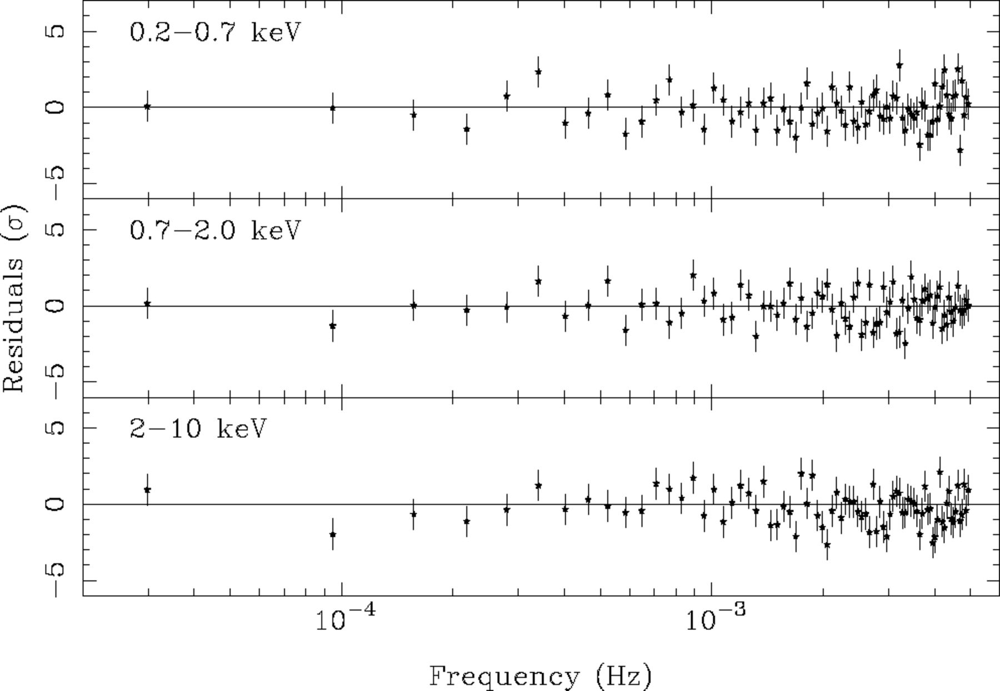 0.2−0.7 keV
5
0
−5
0.7−2.0 keV
5
0
−5
2−10 keV
5
0
−5
Residuals (σ)
10⁻⁴
10⁻³
Frequency (Hz)